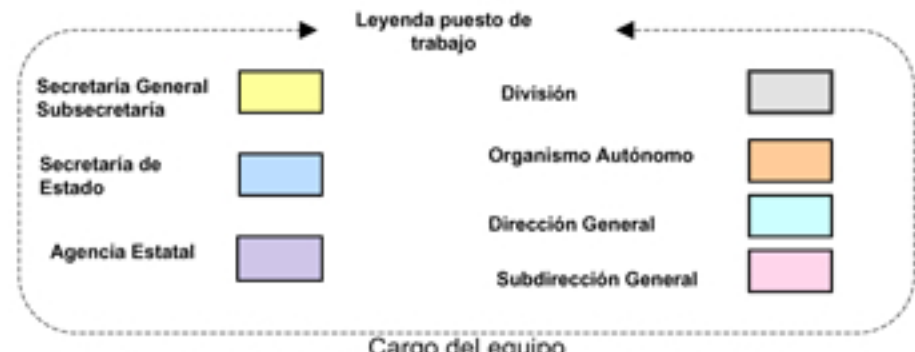 Leyenda puesto de
trabajo
Secretaría General
Subsecretaria
Secretaría de
Estado
Agencia Estatal
División
Organismo Autónomo
Dirección General
Subdirección General
Cargo del equipo